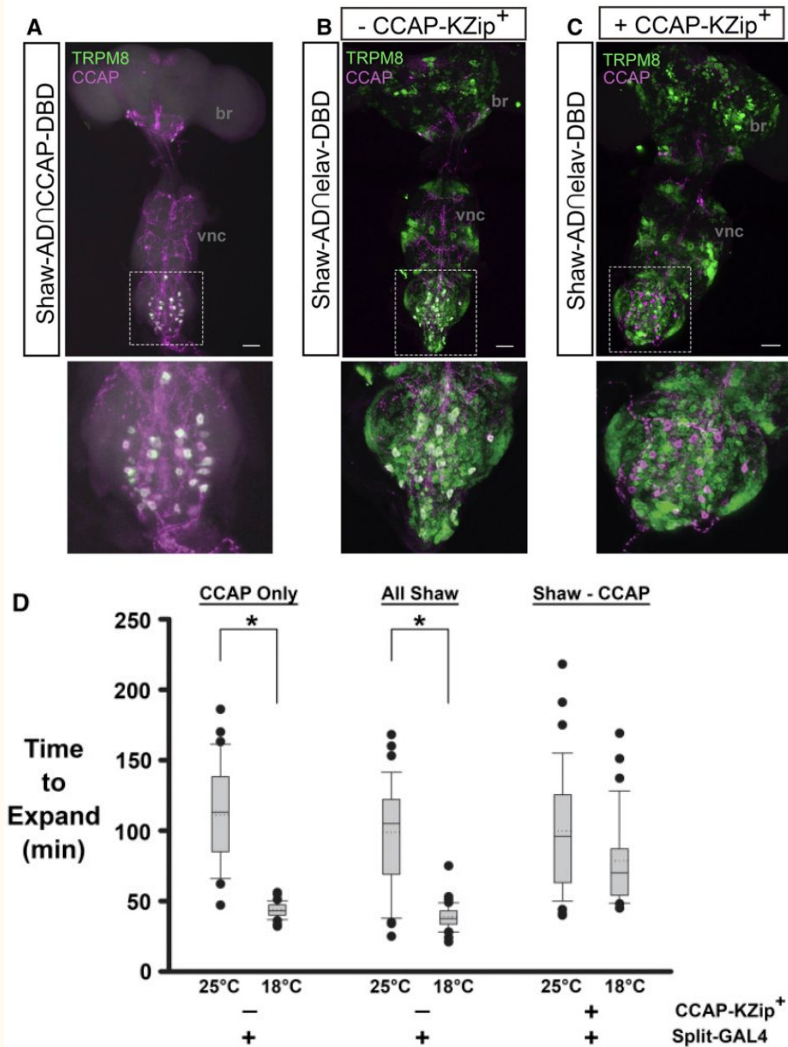 A
B
- CCAP-KZip+
C
+ CCAP-KZip+
Shaw-AD∩CCAP-DBD
TRPM8
CCAP
br
vnc
Shaw-AD∩elav-DBD
TRPM8
CCAP
br
vnc
Shaw-AD∩elav-DBD
TRPM8
CCAP
br
vnc
D
CCAP Only
All Shaw
Shaw - CCAP
* *
250
200
150
100
50
0
Time
to
Expand
(min)
25°C 18°C 25°C 18°C 25°C 18°C
− − + CCAP-KZip+
+ + + Split-GAL4